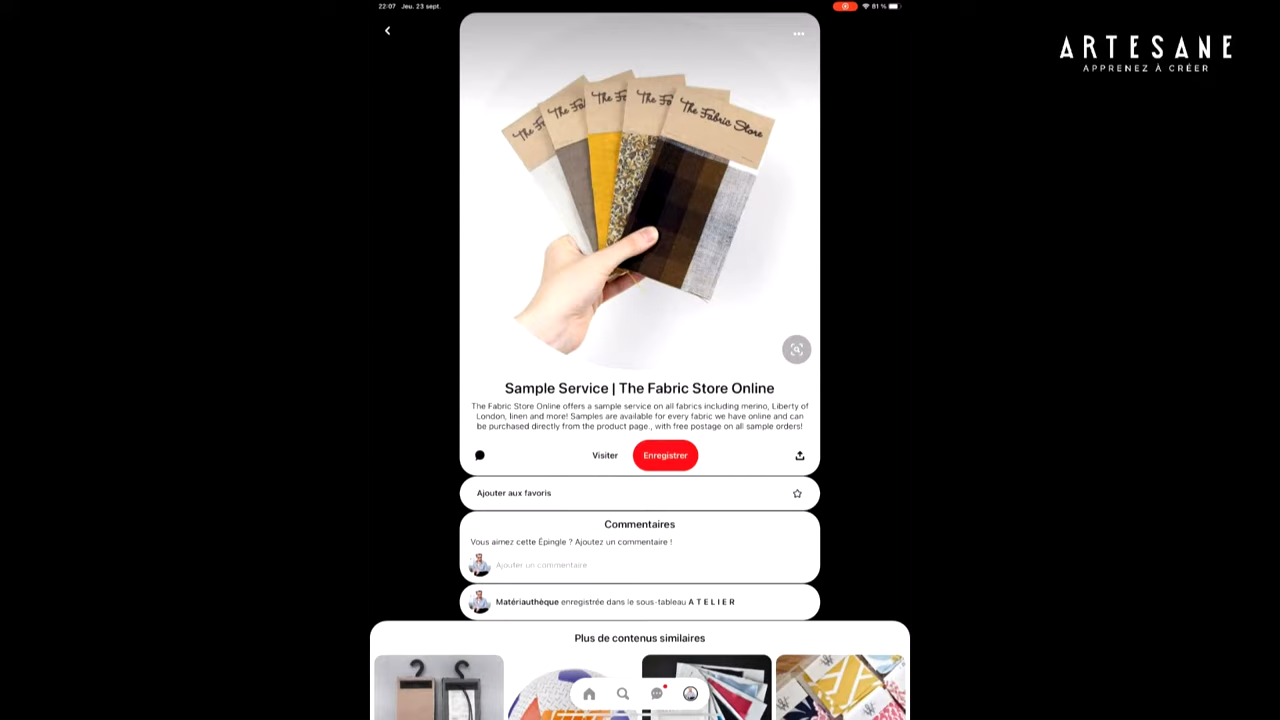 22:07 Jeu. 23 sept.
81 %
ARTESANE
APPRENEZ À CRÉER
The Fa
The Fa
The Fabric Store
Sample Service | The Fabric Store Online
The Fabric Store Online offers a sample service on all fabrics including merino, Liberty of
London, linen and more! Samples are available for every fabric we have online and can
be purchased directly from the product page., with free postage on all sample orders!
Visiter
Enregistrer
Ajouter aux favoris
Commentaires
Vous aimez cette Épingle ? Ajoutez un commentaire !
Ajouter un commentaire
Matériauthèque enregistrée dans le sous-tableau A T E L I E R
Plus de contenus similaires